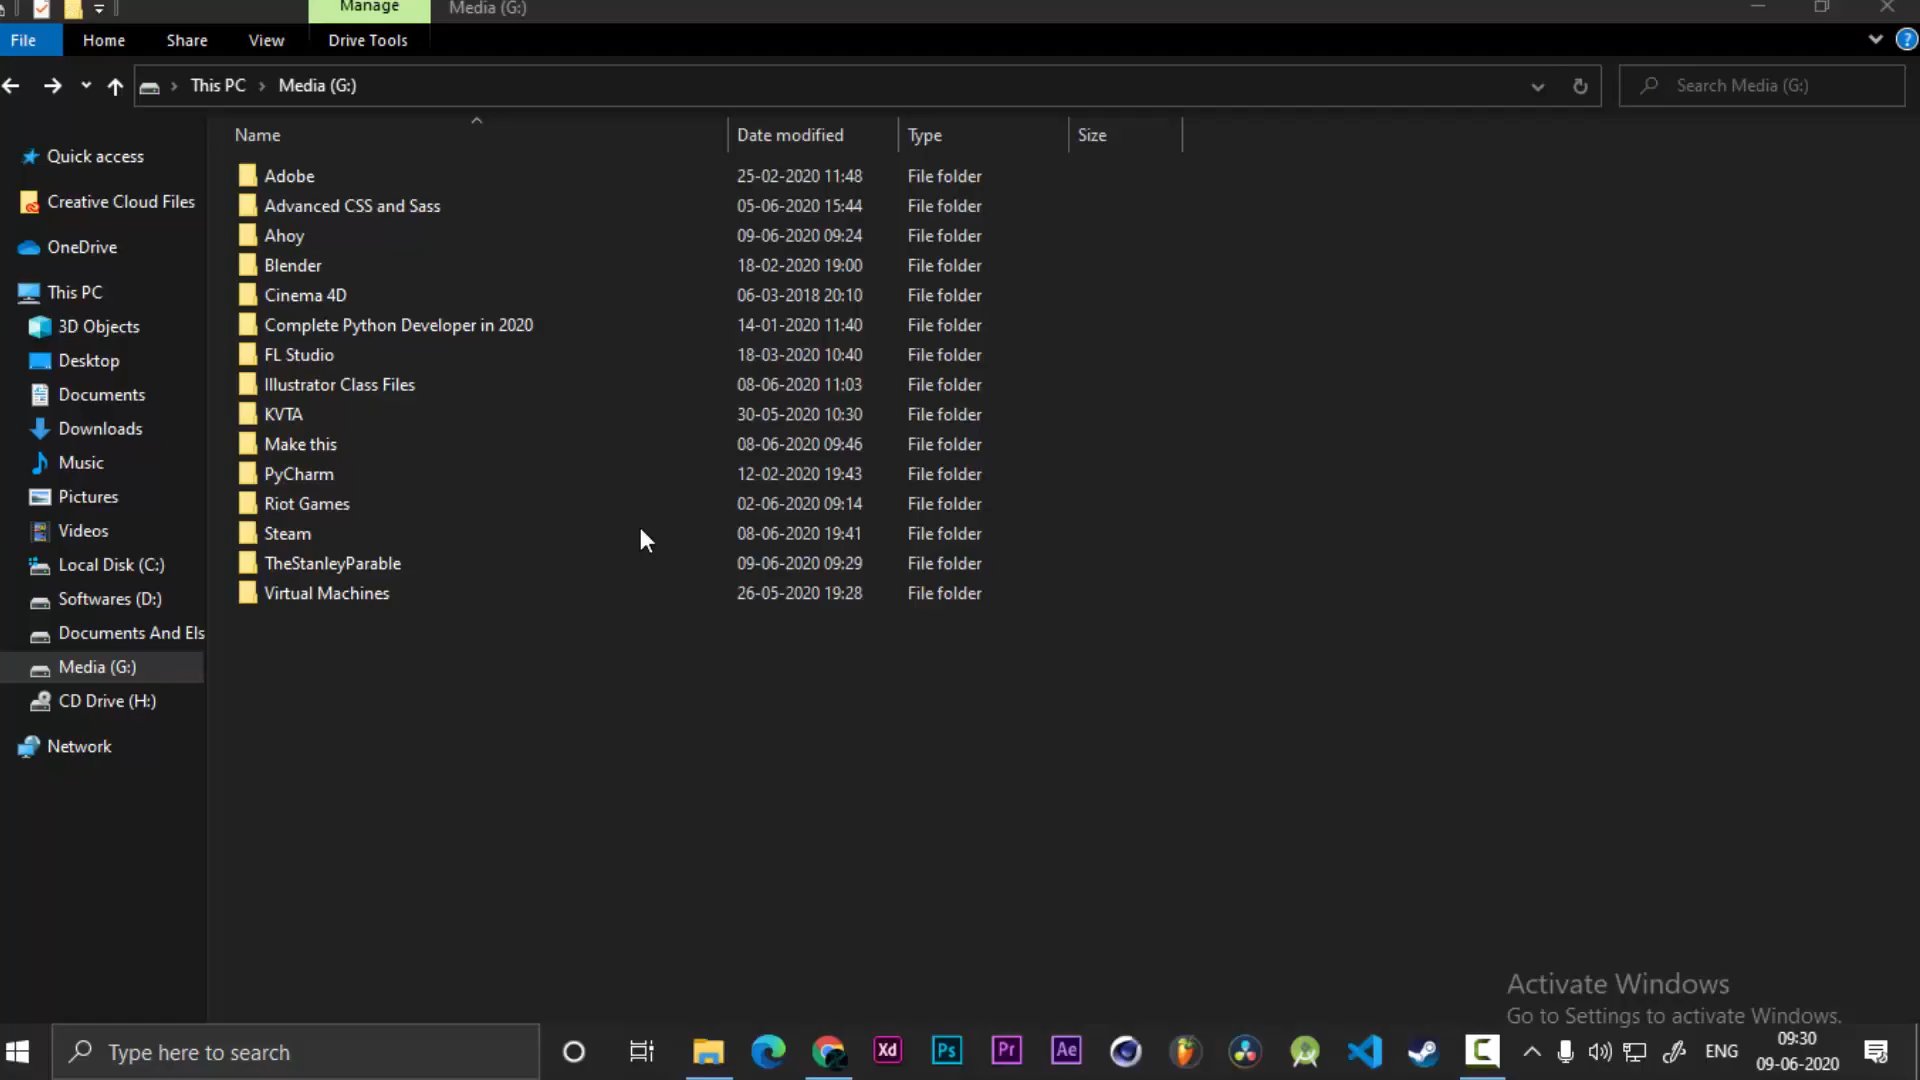 Manage Media (G:)
File Home Share View Drive Tools ?
This PC Media (G:) Search Media (G:)
Name Date modified Type Size
Quick access
Creative Cloud Files
OneDrive
This PC
3D Objects
Desktop
Documents
Downloads
Music
Pictures
Videos
Local Disk (C:)
Softwares (D:)
Documents And Els
Media (G:)
CD Drive (H:)
Network
Adobe 25-02-2020 11:48 File folder
Advanced CSS and Sass 05-06-2020 15:44 File folder
Ahoy 09-06-2020 09:24 File folder
Blender 18-02-2020 19:00 File folder
Cinema 4D 06-03-2018 20:10 File folder
Complete Python Developer in 2020 14-01-2020 11:40 File folder
FL Studio 18-03-2020 10:40 File folder
Illustrator Class Files 08-06-2020 11:03 File folder
KVTA 30-05-2020 10:30 File folder
Make this 08-06-2020 09:46 File folder
PyCharm 12-02-2020 19:43 File folder
Riot Games 02-06-2020 09:14 File folder
Steam 08-06-2020 19:41 File folder
TheStanleyParable 09-06-2020 09:29 File folder
Virtual Machines 26-05-2020 19:28 File folder
Activate Windows
Go to Settings to activate Windows.
Type here to search Xd Ps Pr Ae C ENG 09:30
09-06-2020